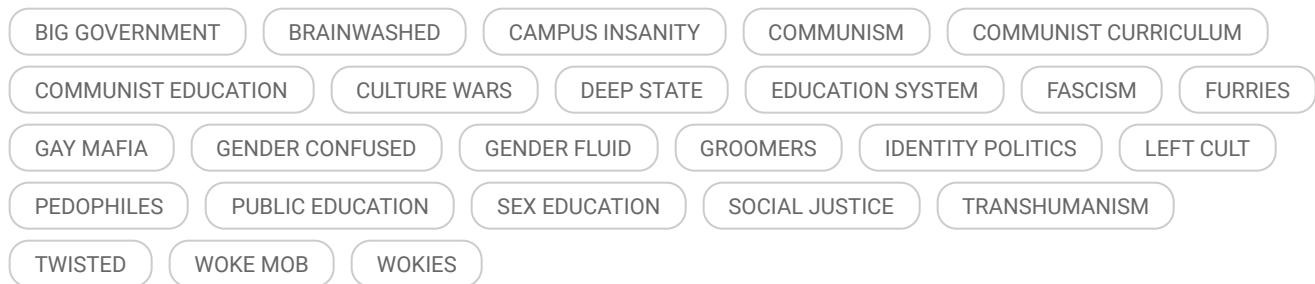 BIG GOVERNMENT BRAINWASHED CAMPUS INSANITY COMMUNISM COMMUNIST CURRICULUM
COMMUNIST EDUCATION CULTURE WARS DEEP STATE EDUCATION SYSTEM FASCISM FURRIES
GAY MAFIA GENDER CONFUSED GENDER FLUID GROOMERS IDENTITY POLITICS LEFT CULT
PEDOPHILES PUBLIC EDUCATION SEX EDUCATION SOCIAL JUSTICE TRANSHUMANISM
TWISTED WOKE MOB WOKIES